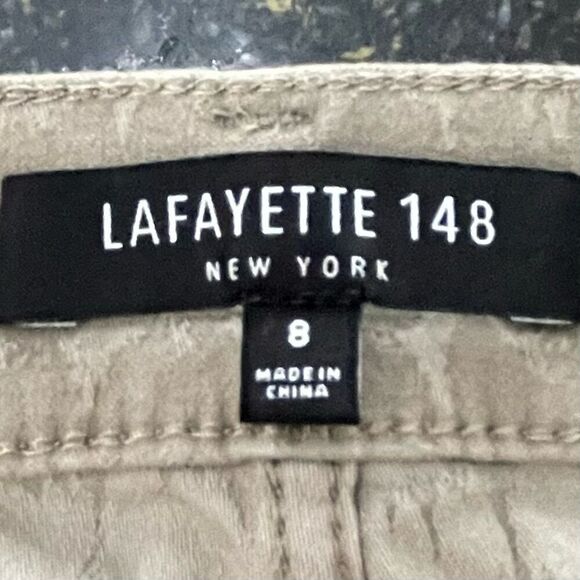 LAFAYETTE 148
NEW YORK
8
MADE IN
CHINA